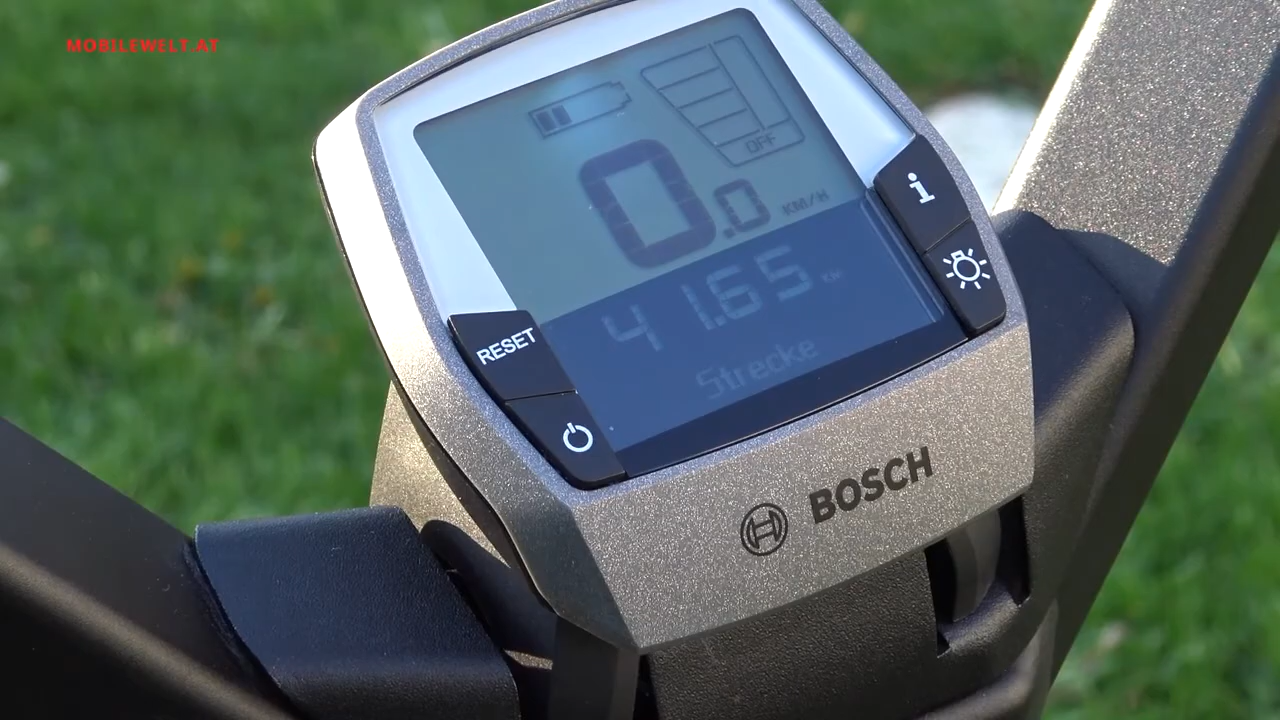 MOBILEWELT.AT
OFF
0.0 KM/H
41.65 KM
Strecke
i
RESET
BOSCH